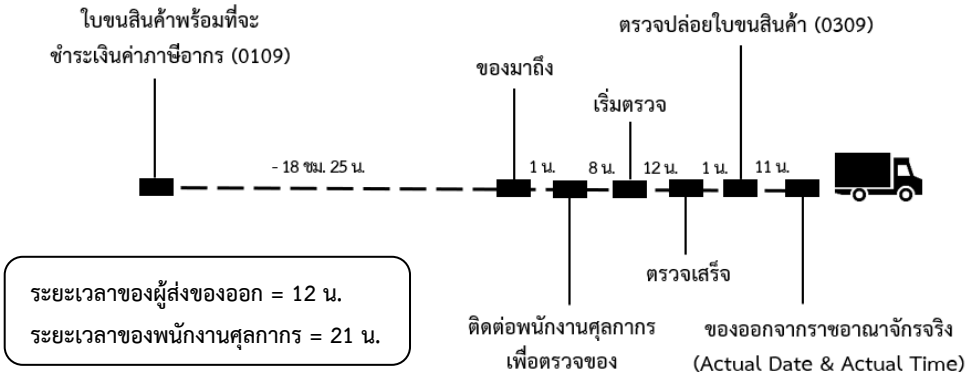 ใบขนสินค้าพร้อมที่จะ
ชำระเงินค่าภาษีอากร (0109)
ตรวจปล่อยใบขนสินค้า (0309)
ของมาถึง
เริ่มตรวจ
- 18 ชม. 25 น.
1 น.
8 น.
12 น.
1 น.
11 น.
ตรวจเสร็จ
ระยะเวลาของผู้ส่งของออก = 12 น.
ระยะเวลาของพนักงานศุลกากร = 21 น.
ติดต่อพนักงานศุลกากร
เพื่อตรวจของ
ของออกจากราชอาณาจักรจริง
(Actual Date & Actual Time)